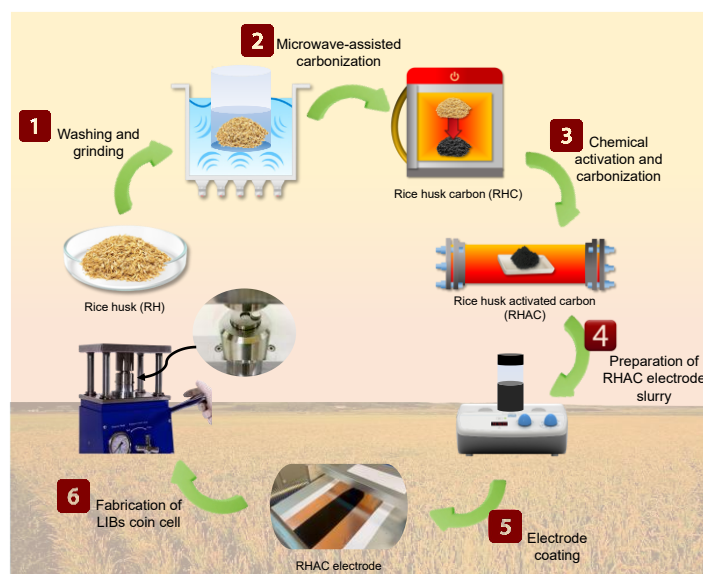 1
Washing and
grinding
2
Microwave-assisted
carbonization
Rice husk carbon (RHC)
3
Chemical
activation and
carbonization
Rice husk (RH)
Rice husk activated carbon
(RHAC)
4
Preparation of
RHAC electrode
slurry
5
Electrode
coating
RHAC electrode
6
Fabrication of
LIBs coin cell